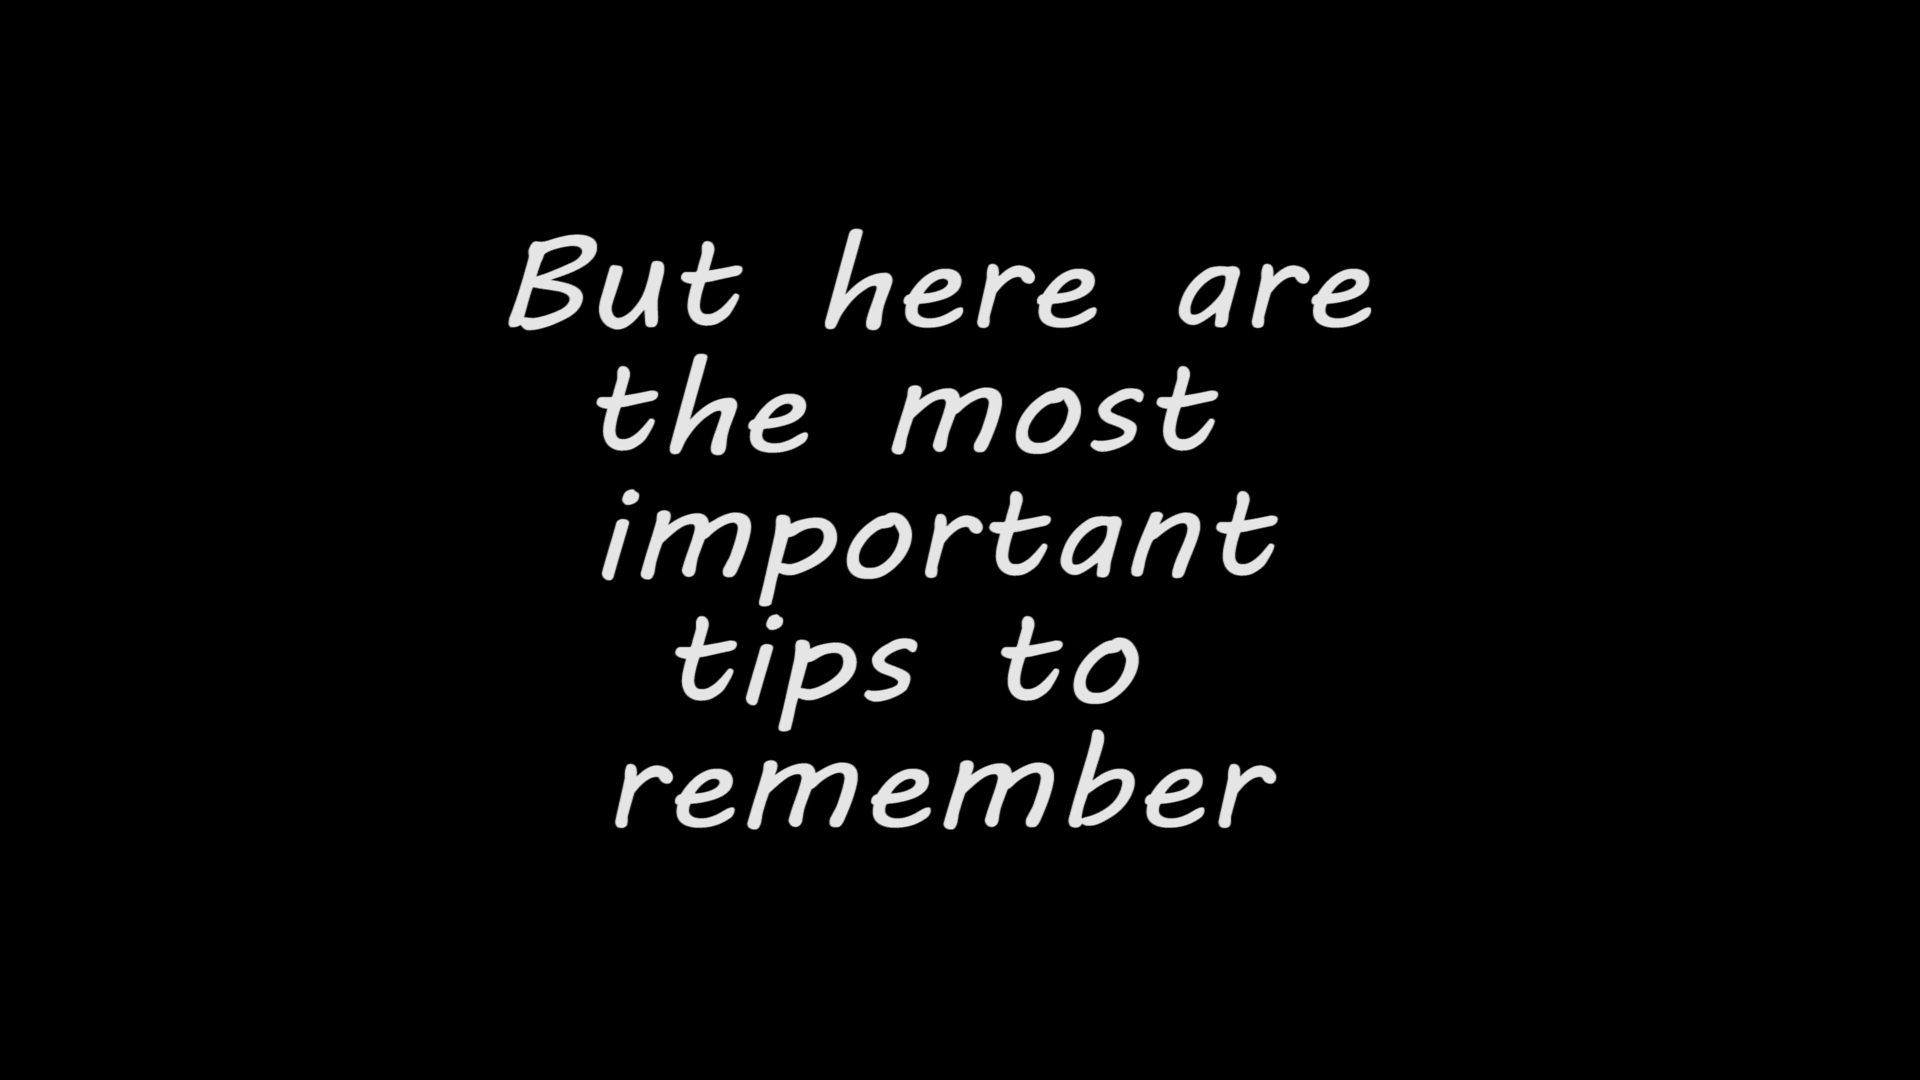 But here are
the most
important
tips to
remember